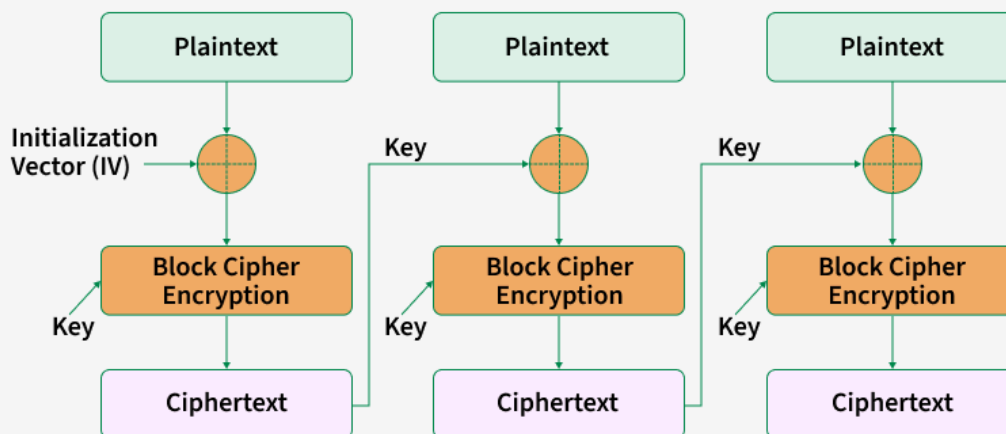 Plaintext
Plaintext
Plaintext
Initialization
Vector (IV)
Key
Key
Block Cipher
Encryption
Block Cipher
Encryption
Block Cipher
Encryption
Key
Key
Key
Ciphertext
Ciphertext
Ciphertext